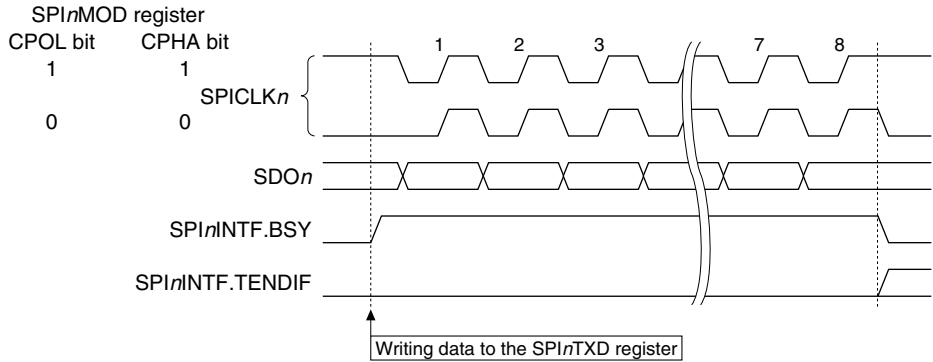 SPInMOD register
CPOL bit CPHA bit
1 2 3 7 8
1 1
SPICLKn
0 0
SDOn
SPInINTF.BSY
SPInINTF.TENDIF
Writing data to the SPInTXD register